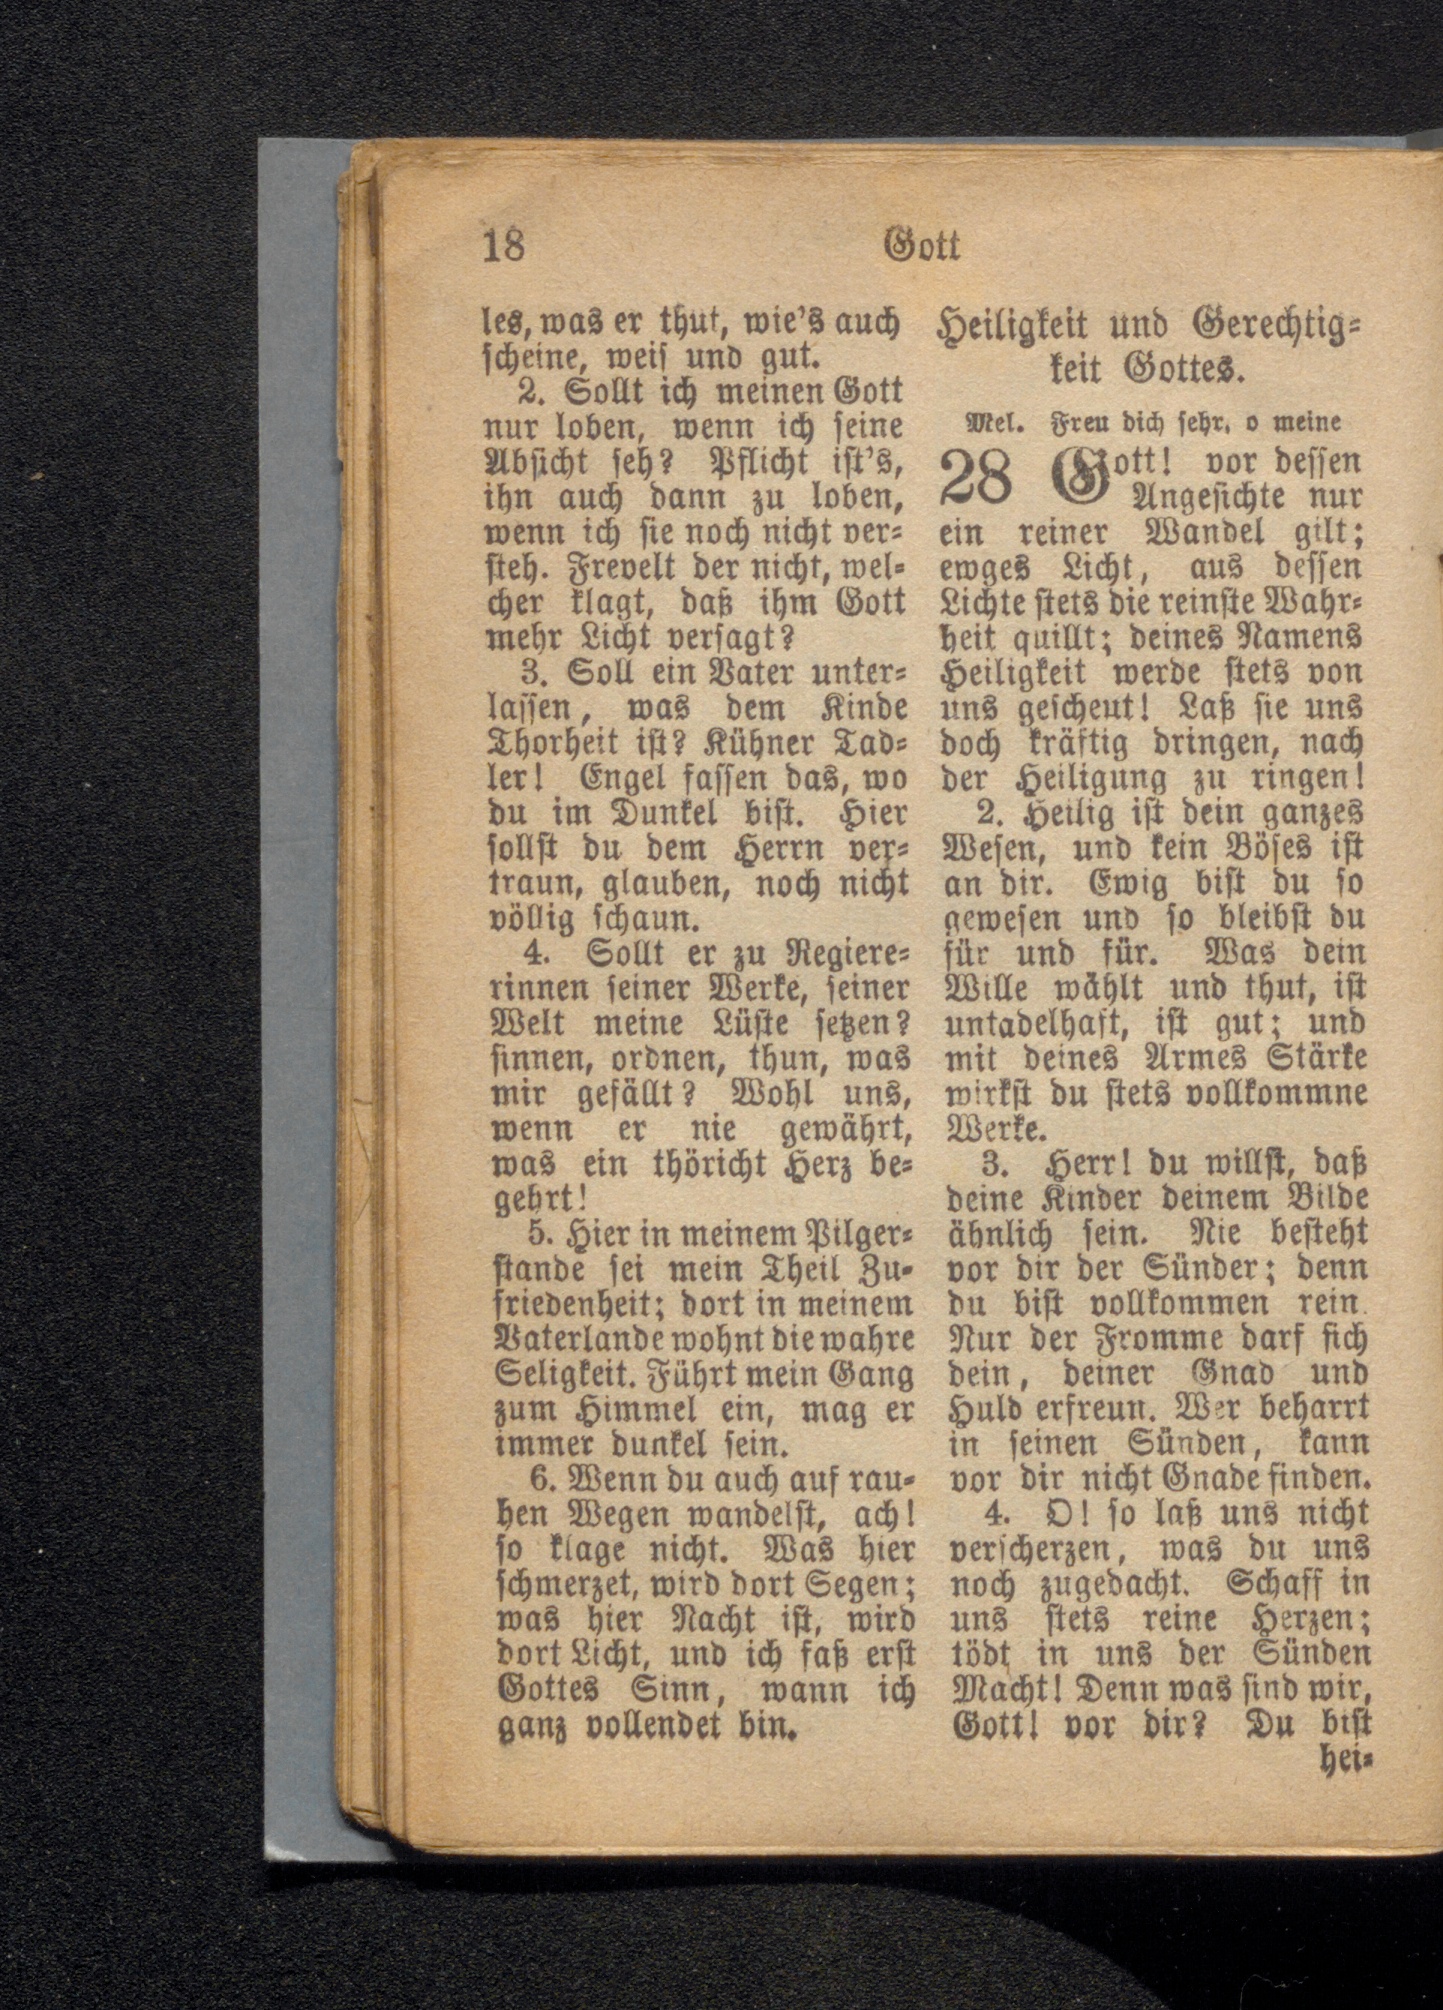 18
Gott
les, was er thut, wie's auch
scheine, weis und gut.
2. Sollt ich meinen Gott
nur loben, wenn ich seine
Absicht seh? Pflicht ist's,
ihn auch dann zu loben,
wenn ich sie noch nicht ver-
steh. Frevelt der nicht, wel-
cher klagt, daß ihm Gott
mehr Licht versagt?
3. Soll ein Vater unter-
lassen, was dem Kinde
Thorheit ist? Kühner Tad-
ler! Engel fassen das, wo
du im Dunkel bist. Hier
sollst du dem Herrn ver-
traun, glauben, noch nicht
völlig schaun.
4. Sollt er zu Regiere-
rinnen seiner Werke, seiner
Welt meine Lüste setzen?
sinnen, ordnen, thun, was
mir gefällt? Wohl uns,
wenn er nie gewährt,
was ein thöricht Herz be-
gehrt!
5. Hier in meinem Pilger-
stande sei mein Theil Zu-
friedenheit; dort in meinem
Vaterlande wohnt die wahre
Seligkeit. Führt mein Gang
zum Himmel ein, mag er
immer dunkel sein.
6. Wenn du auch auf rau-
hen Wegen wandelst, ach!
so klage nicht. Was hier
schmerzet, wird dort Segen;
was hier Nacht ist, wird
dort Licht, und ich faß erst
Gottes Sinn, wann ich
ganz vollendet bin.
Heiligkeit und Gerechtig-
keit Gottes.
Mel. Freu dich sehr, o meine
28 Gott! vor dessen
Angesichte nur
ein reiner Wandel gilt;
ewges Licht, aus dessen
Lichte stets die reinste Wahr-
heit quillt; deines Namens
Heiligkeit werde stets von
uns gescheut! Laß sie uns
doch kräftig dringen, nach
der Heiligung zu ringen!
2. Heilig ist dein ganzes
Wesen, und kein Böses ist
an dir. Ewig bist du so
gewesen und so bleibst du
für und für. Was dein
Wille wählt und thut, ist
untadelhaft, ist gut; und
mit deines Armes Stärke
wirkst du stets vollkommne
Werke.
3. Herr! du willst, daß
deine Kinder deinem Bilde
ähnlich sein. Nie besteht
vor dir der Sünder; denn
du bist vollkommen rein.
Nur der Fromme darf sich
dein, deiner Gnad und
Huld erfreun. Wer beharrt
in seinen Sünden, kann
vor dir nicht Gnade finden.
4. O! so laß uns nicht
verscherzen, was du uns
noch zugedacht. Schaff in
uns stets reine Herzen;
tödt in uns der Sünden
Macht! Denn was sind wir,
Gott! vor dir? Du bist
hei-